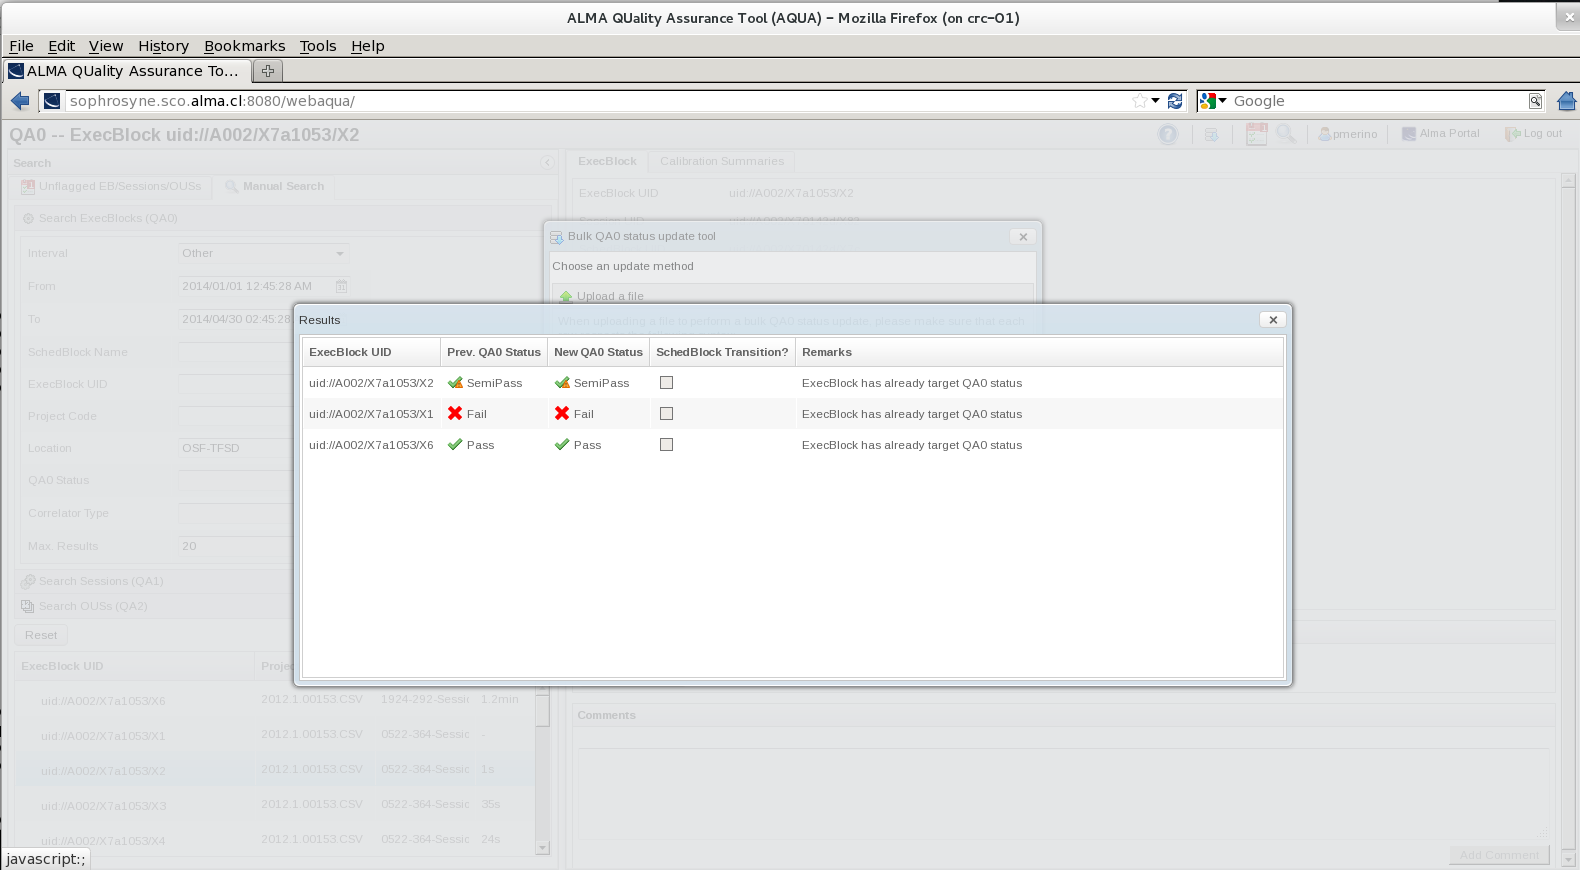 ALMA QUality Assurance Tool (AQUA) - Mozilla Firefox (on crc-01)
File Edit View History Bookmarks Tools Help
ALMA QUality Assurance To...
sophrosyne.sco.alma.cl:8080/webaqua/
Google
QA0 -- ExecBlock uid://A002/X7a1053/X2
pmerino Alma Portal Log out
Search
ExecBlock Calibration Summaries
Unflagged EB/Sessions/OUSs Manual Search
ExecBlock UID uid://A002/X7a1053/X2
Search ExecBlocks (QA0)
Bulk QA0 status update tool
Interval Other
Choose an update method
From 2014/01/01 12:45:28 AM
Upload a file
To 2014/04/30 02:45:28
Results
When uploading a file to perform a bulk QA0 status update, please make sure that each
SchedBlock Name
ExecBlock UID Prev. QA0 Status New QA0 Status SchedBlock Transition? Remarks
uid://A002/X7a1053/X2 SemiPass SemiPass ExecBlock has already target QA0 status
uid://A002/X7a1053/X1 Fail Fail ExecBlock has already target QA0 status
uid://A002/X7a1053/X6 Pass Pass ExecBlock has already target QA0 status
ExecBlock UID
Project Code
Location OSF-TFSD
QA0 Status
Correlator Type
Max. Results 20
Search Sessions (QA1)
Search OUSs (QA2)
Reset
ExecBlock UID Projec
uid://A002/X7a1053/X6 2012.1.00153.CSV 1924-292-Sessic 1.2min
Comments
uid://A002/X7a1053/X1 2012.1.00153.CSV 0522-364-Sessic -
uid://A002/X7a1053/X2 2012.1.00153.CSV 0522-364-Sessic 1s
uid://A002/X7a1053/X3 2012.1.00153.CSV 0522-364-Sessic 35s
uid://A002/X7a1053/X4 2012.1.00153.CSV 0522-364-Sessic 24s
Add Comment
javascript:;